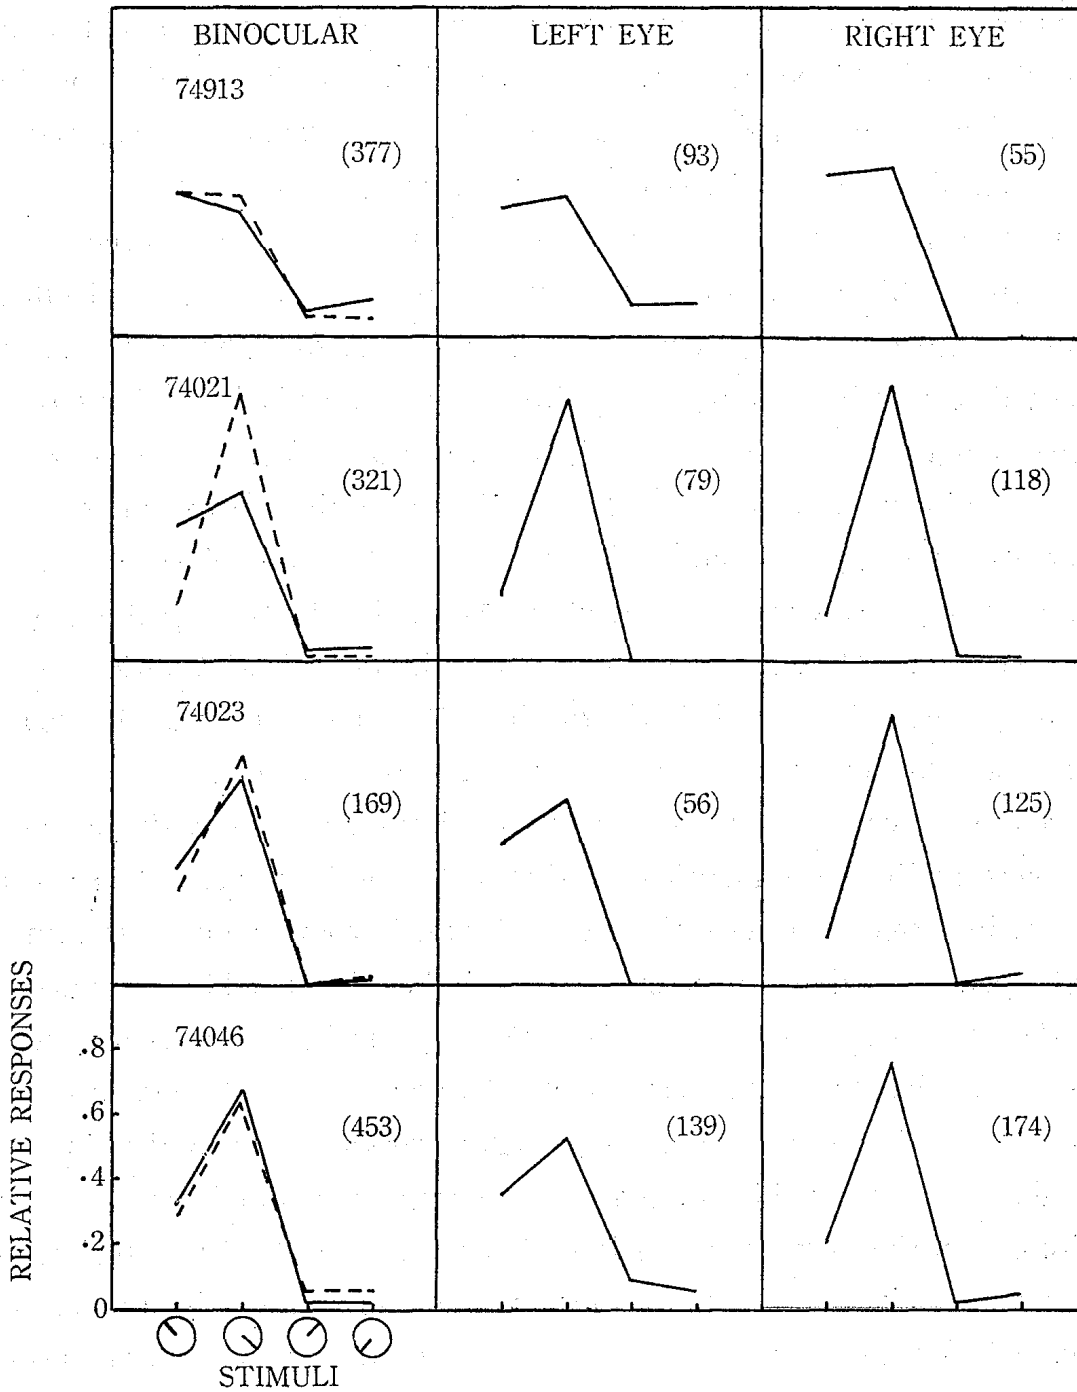 BINOCULAR LEFT EYE RIGHT EYE
74913
(377) (93) (55)
74021
(321) (79) (118)
74023
(169) (56) (125)
74046
(453) (139) (174)
RELATIVE RESPONSES
.8
.6
.4
.2
0
STIMULI